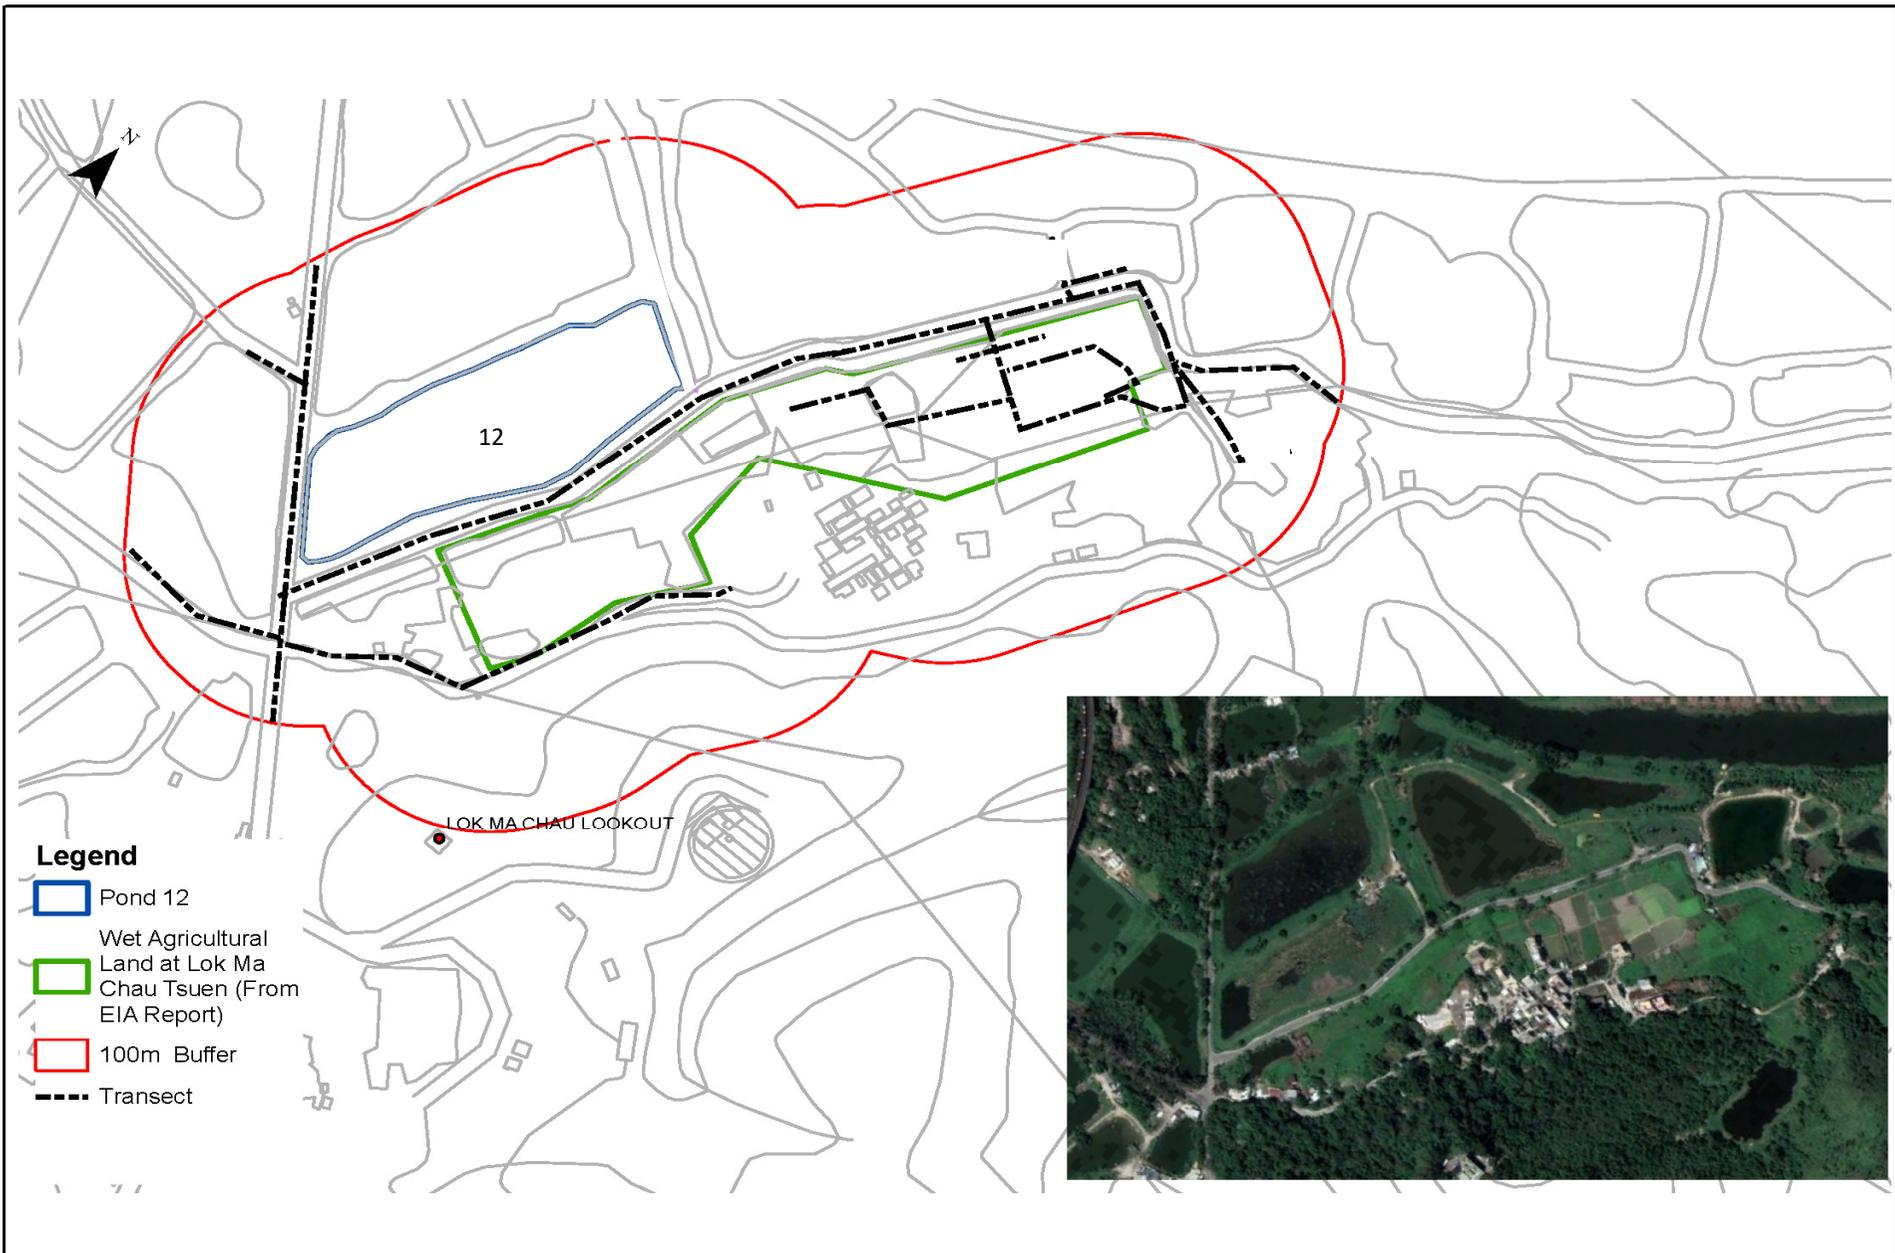 N
12
LOK MA CHAU LOOKOUT
Legend
Pond 12
Wet Agricultural
Land at Lok Ma
Chau Tsuen (From
EIA Report)
100m Buffer
Transect